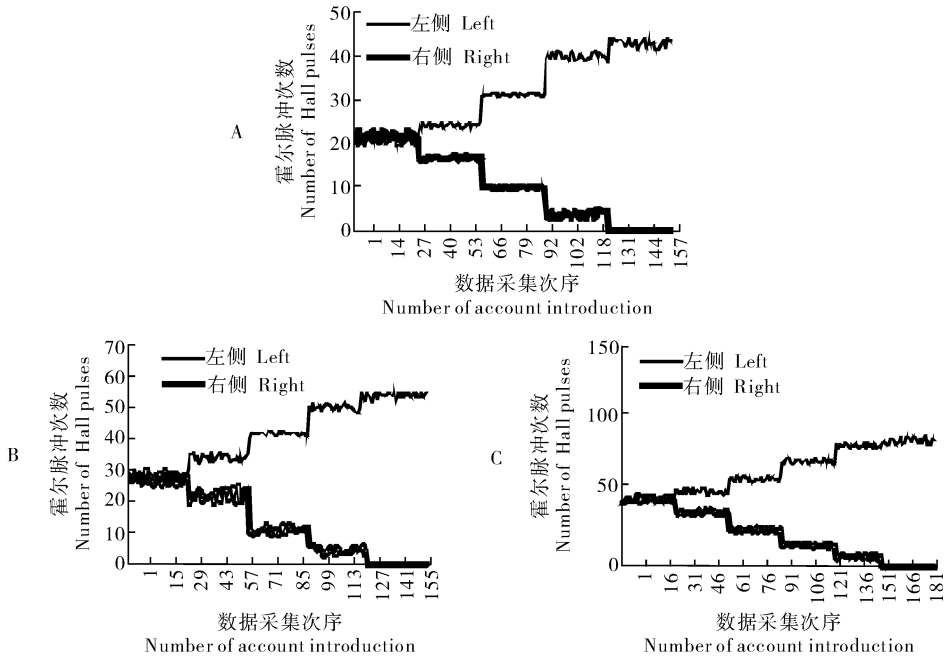 A
霍尔脉冲次数
Number of Hall pulses
50
40
30
20
10
0
左侧 Left
右侧 Right
1 14 27 40 53 66 79 92 102 118 131 144 157
数据采集次序
Number of account introduction
B
霍尔脉冲次数
Number of Hall pulses
70
60
50
40
30
20
10
0
左侧 Left
右侧 Right
1 15 29 43 57 71 85 99 113 127 141 155
数据采集次序
Number of account introduction
C
霍尔脉冲次数
Number of Hall pulses
150
100
50
0
左侧 Left
右侧 Right
1 16 31 46 61 76 91 106 121 136 151 166 181
数据采集次序
Number of account introduction